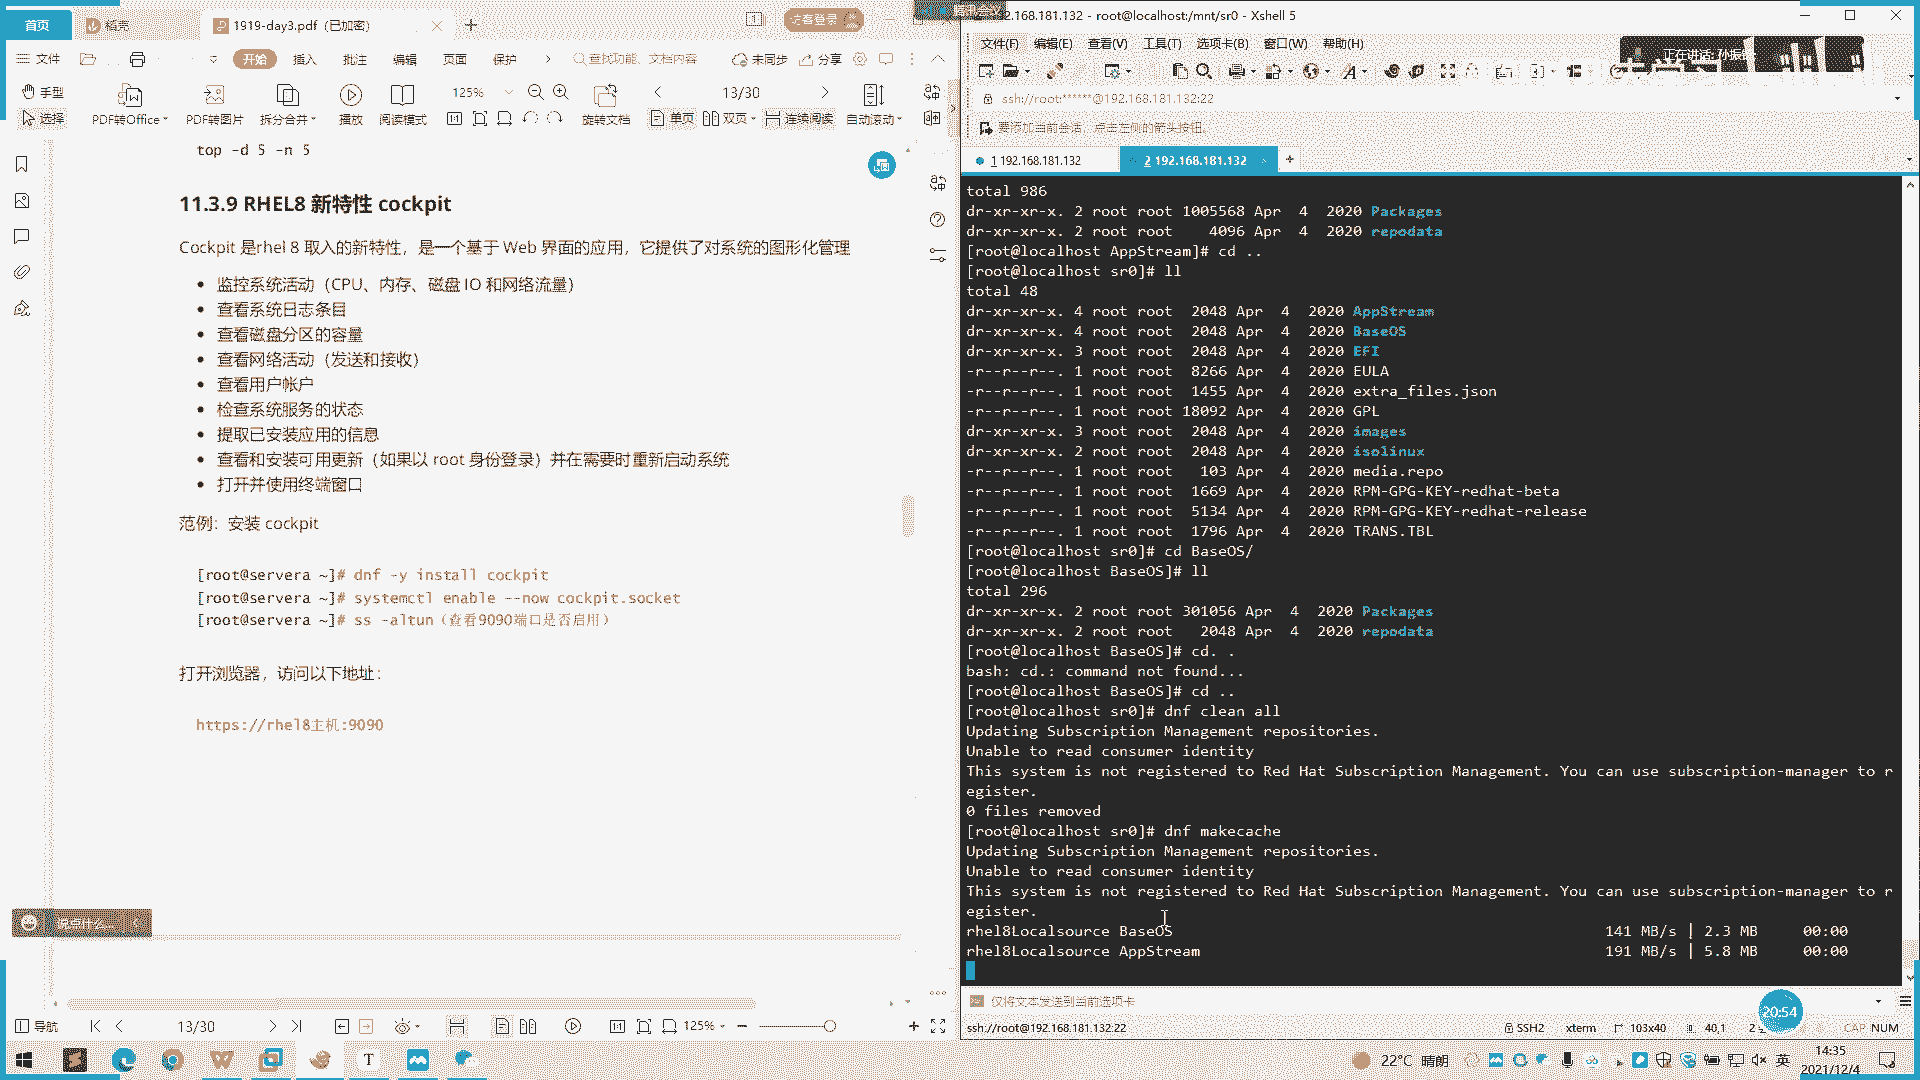 首页
稻壳
1919-day3.pdf（已加密）
访客登录
文件
开始
插入
批注
编辑
页面
保护
查找功能、文档内容
未同步
分享
手型
选择
PDF转Office
PDF转图片
拆分合并
播放
阅读模式
125%
旋转文档
13/30
单页
双页
连续阅读
自动滚动
top -d 5 -n 5
11.3.9 RHEL8 新特性 cockpit
Cockpit 是rhel 8 取入的新特性，是一个基于 Web 界面的应用，它提供了对系统的图形化管理
监控系统活动（CPU、内存、磁盘 IO 和网络流量）
查看系统日志条目
查看磁盘分区的容量
查看网络活动（发送和接收）
查看用户帐户
检查系统服务的状态
提取已安装应用的信息
查看和安装可用更新（如果以 root 身份登录）并在需要时重新启动系统
打开并使用终端窗口
范例：安装 cockpit
[root@servera ~]# dnf -y install cockpit
[root@servera ~]# systemctl enable --now cockpit.socket
[root@servera ~]# ss -altun（查看9090端口是否启用）
打开浏览器，访问以下地址：
https://rhel8主机:9090
说点什么...
导航
13/30
125%
192.168.181.132 - root@localhost:/mnt/sr0 - Xshell 5
文件(F) 编辑(E) 查看(V) 工具(T) 选项卡(B) 窗口(W) 帮助(H)
正在讲话:
ssh://root:******@192.168.181.132:22
要添加当前会话，点击左侧的箭头按钮。
1 192.168.181.132
2 192.168.181.132
total 986
dr-xr-xr-x. 2 root root 1005568 Apr  4  2020 Packages
dr-xr-xr-x. 2 root root    4096 Apr  4  2020 repodata
[root@localhost AppStream]# cd ..
[root@localhost sr0]# ll
total 48
dr-xr-xr-x. 4 root root  2048 Apr  4  2020 AppStream
dr-xr-xr-x. 4 root root  2048 Apr  4  2020 BaseOS
dr-xr-xr-x. 3 root root  2048 Apr  4  2020 EFI
-r--r--r--. 1 root root  8266 Apr  4  2020 EULA
-r--r--r--. 1 root root  1455 Apr  4  2020 extra_files.json
-r--r--r--. 1 root root 18092 Apr  4  2020 GPL
dr-xr-xr-x. 3 root root  2048 Apr  4  2020 images
dr-xr-xr-x. 2 root root  2048 Apr  4  2020 isolinux
-r--r--r--. 1 root root   103 Apr  4  2020 media.repo
-r--r--r--. 1 root root  1669 Apr  4  2020 RPM-GPG-KEY-redhat-beta
-r--r--r--. 1 root root  5134 Apr  4  2020 RPM-GPG-KEY-redhat-release
-r--r--r--. 1 root root  1796 Apr  4  2020 TRANS.TBL
[root@localhost sr0]# cd BaseOS/
[root@localhost BaseOS]# ll
total 296
dr-xr-xr-x. 2 root root 301056 Apr  4  2020 Packages
dr-xr-xr-x. 2 root root   2048 Apr  4  2020 repodata
[root@localhost BaseOS]# cd. .
bash: cd.: command not found...
[root@localhost BaseOS]# cd ..
[root@localhost sr0]# dnf clean all
Updating Subscription Management repositories.
Unable to read consumer identity
This system is not registered to Red Hat Subscription Management. You can use subscription-manager to r
egister.
0 files removed
[root@localhost sr0]# dnf makecache
Updating Subscription Management repositories.
Unable to read consumer identity
This system is not registered to Red Hat Subscription Management. You can use subscription-manager to r
egister.
rhel8Localsource BaseOS 141 MB/s | 2.3 MB 00:00
rhel8Localsource AppStream 191 MB/s | 5.8 MB 00:00
仅将文本发送到当前选项卡
20:54
ssh://root@192.168.181.132:22
SSH2
xterm
103x40
40,1
CAP NUM
22°C 晴朗
英
14:35
2021/12/4